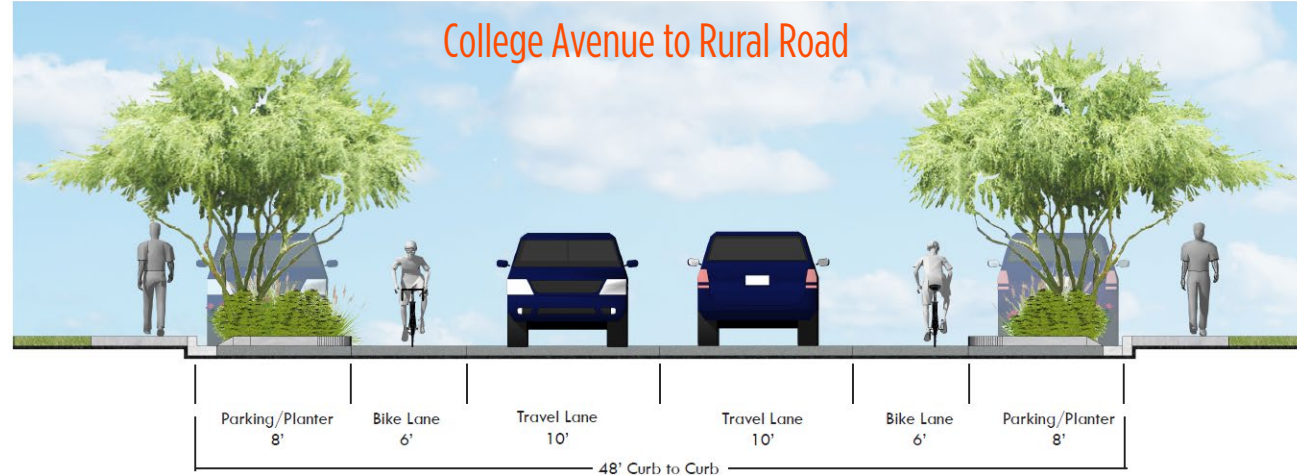 College Avenue to Rural Road
Parking/Planter
8'
Bike Lane
6'
Travel Lane
10'
Travel Lane
10'
Bike Lane
6'
Parking/Planter
8'
48' Curb to Curb